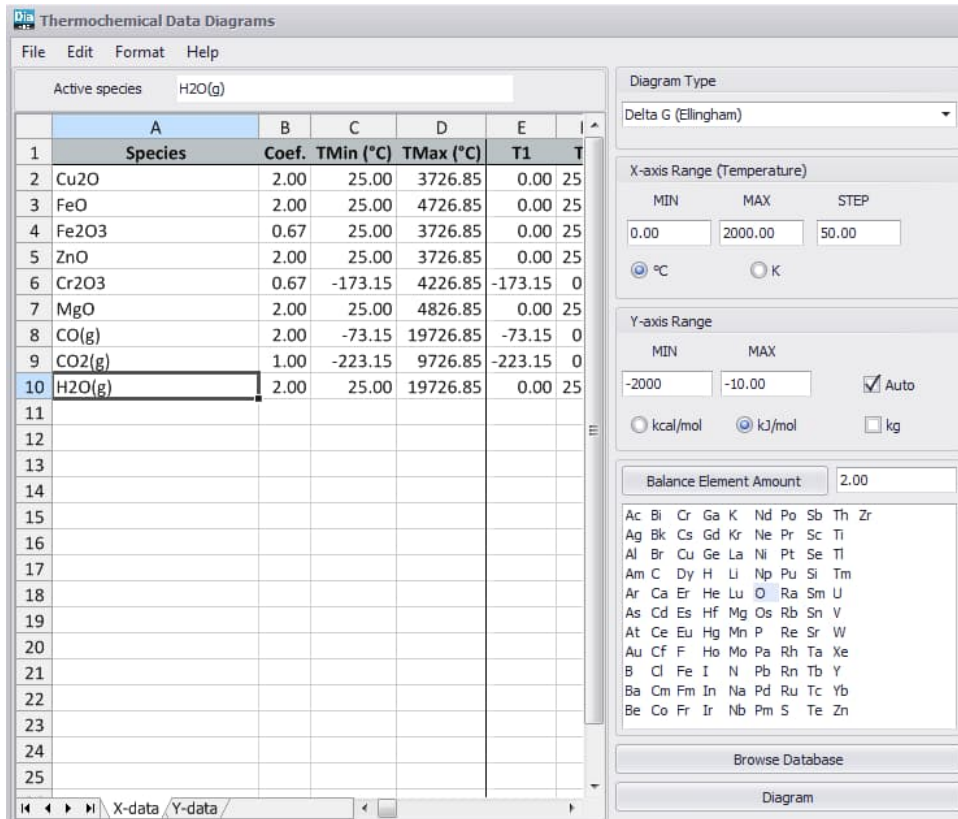 Dia Thermochemical Data Diagrams
File Edit Format Help
Active species H2O(g)
A B C D E
1 Species Coef. TMin (°C) TMax (°C) T1 T
2 Cu2O 2.00 25.00 3726.85 0.00 25
3 FeO 2.00 25.00 4726.85 0.00 25
4 Fe2O3 0.67 25.00 3726.85 0.00 25
5 ZnO 2.00 25.00 3726.85 0.00 25
6 Cr2O3 0.67 -173.15 4226.85 -173.15 0
7 MgO 2.00 25.00 4826.85 0.00 25
8 CO(g) 2.00 -73.15 19726.85 -73.15 0
9 CO2(g) 1.00 -223.15 9726.85 -223.15 0
10 H2O(g) 2.00 25.00 19726.85 0.00 25
11
12
13
14
15
16
17
18
19
20
21
22
23
24
25
X-data Y-data
Diagram Type
Delta G (Ellingham)
X-axis Range (Temperature)
MIN MAX STEP
0.00 2000.00 50.00
°C K
Y-axis Range
MIN MAX
-2000 -10.00 Auto
kcal/mol kJ/mol kg
Balance Element Amount 2.00
Ac Bi Cr Ga K Nd Po Sb Th Zr
Ag Bk Cs Gd Kr Ne Pr Sc Ti
Al Br Cu Ge La Ni Pt Se Tl
Am C Dy H Li Np Pu Si Tm
Ar Ca Er He Lu O Ra Sm U
As Cd Es Hf Mg Os Rb Sn V
At Ce Eu Hg Mn P Re Sr W
Au Cf F Ho Mo Pa Rh Ta Xe
B Cl Fe I N Pb Rn Tb Y
Ba Cm Fm In Na Pd Ru Tc Yb
Be Co Fr Ir Nb Pm S Te Zn
Browse Database
Diagram